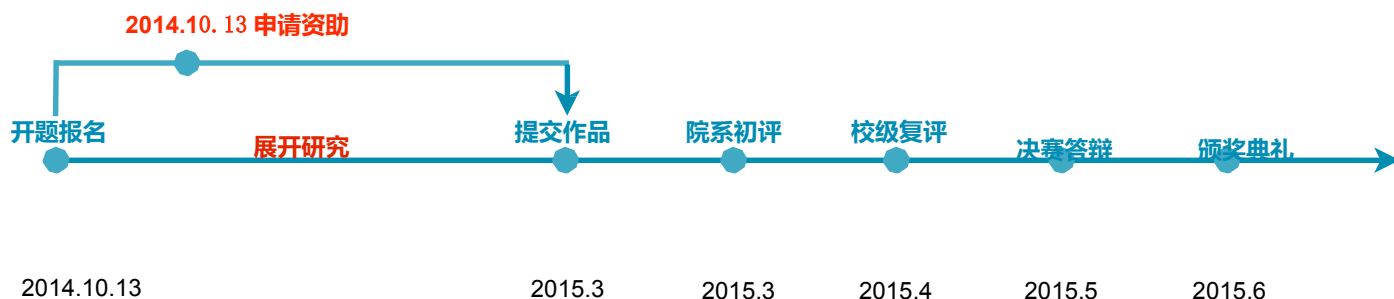 2014.10.13 申请资助
开题报名
展开研究
提交作品
院系初评
校级复评
决赛答辩
颁奖典礼
2014.10.13
2015.3
2015.3
2015.4
2015.5
2015.6